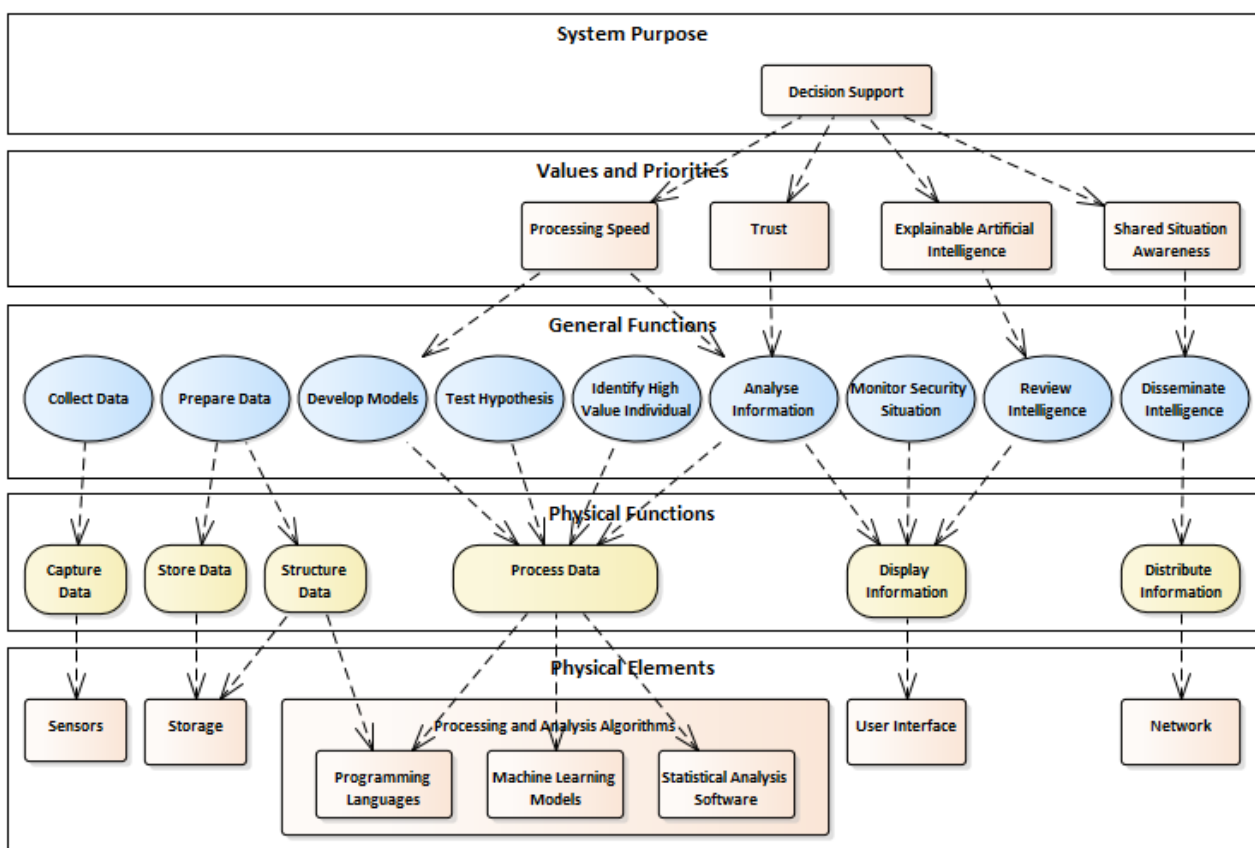 System Purpose
Decision Support
Values and Priorities
Processing Speed
Trust
Explainable Artificial
Intelligence
Shared Situation
Awareness
General Functions
Collect Data
Prepare Data
Develop Models
Test Hypothesis
Identify High
Value Individual
Analyse
Information
Monitor Security
Situation
Review
Intelligence
Disseminate
Intelligence
Physical Functions
Capture
Data
Store Data
Structure
Data
Process Data
Display
Information
Distribute
Information
Physical Elements
Sensors
Storage
Processing and Analysis Algorithms
Programming
Languages
Machine Learning
Models
Statistical Analysis
Software
User Interface
Network